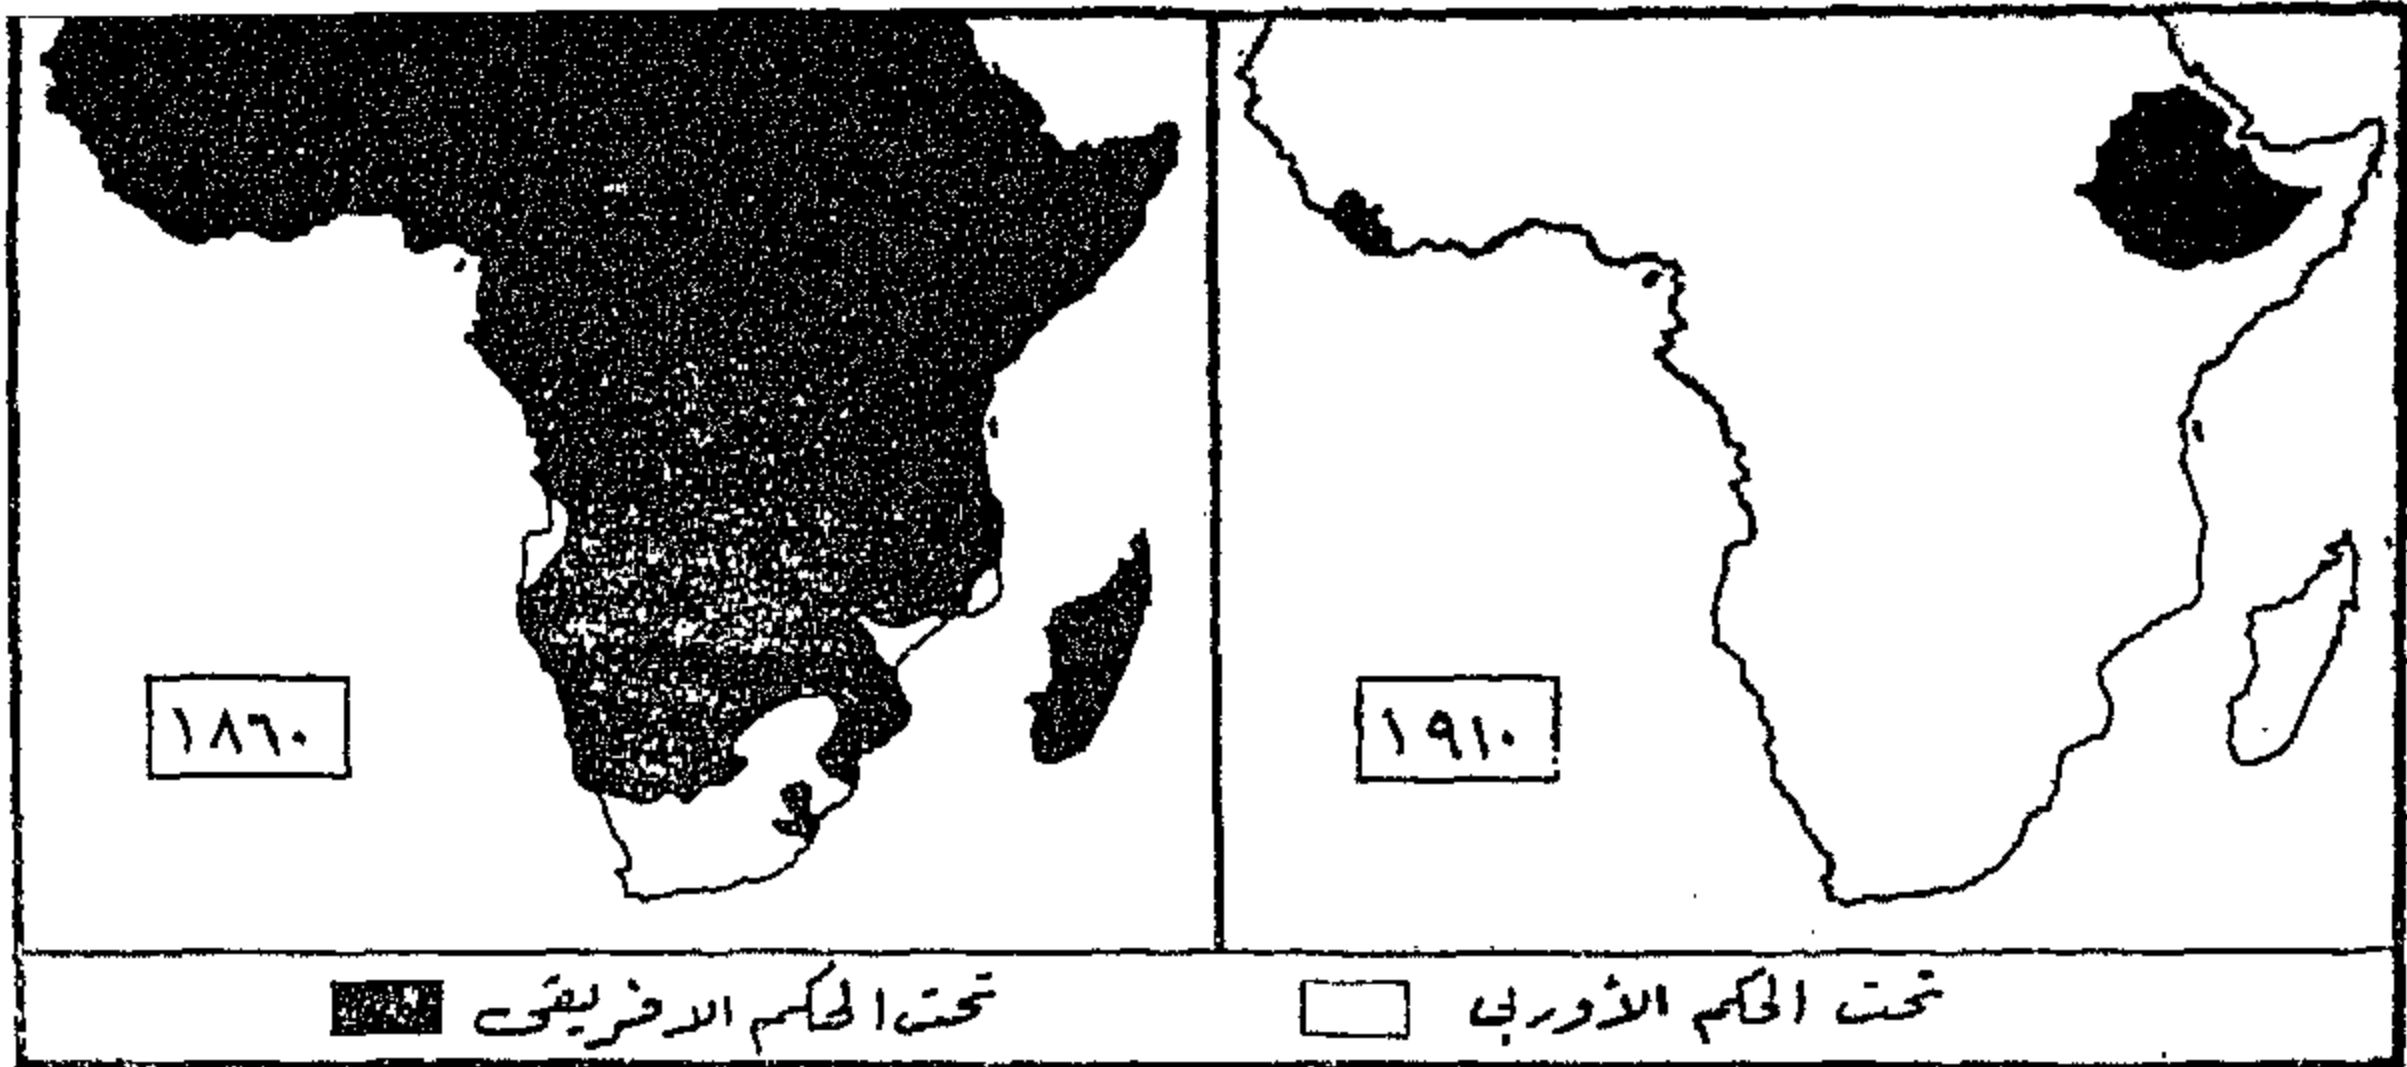 ١٨٦٠
١٩١٠
تحت الحكم الافريقى
تحت الحكم الأوربى